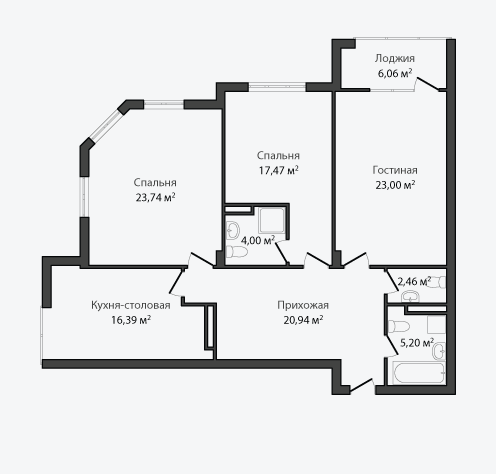 Лоджия
6,06 м²
Спальня
17,47 м²
Гостиная
23,00 м²
Спальня
23,74 м²
4,00 м²
2,46 м²
Кухня-столовая
16,39 м²
Прихожая
20,94 м²
5,20 м²